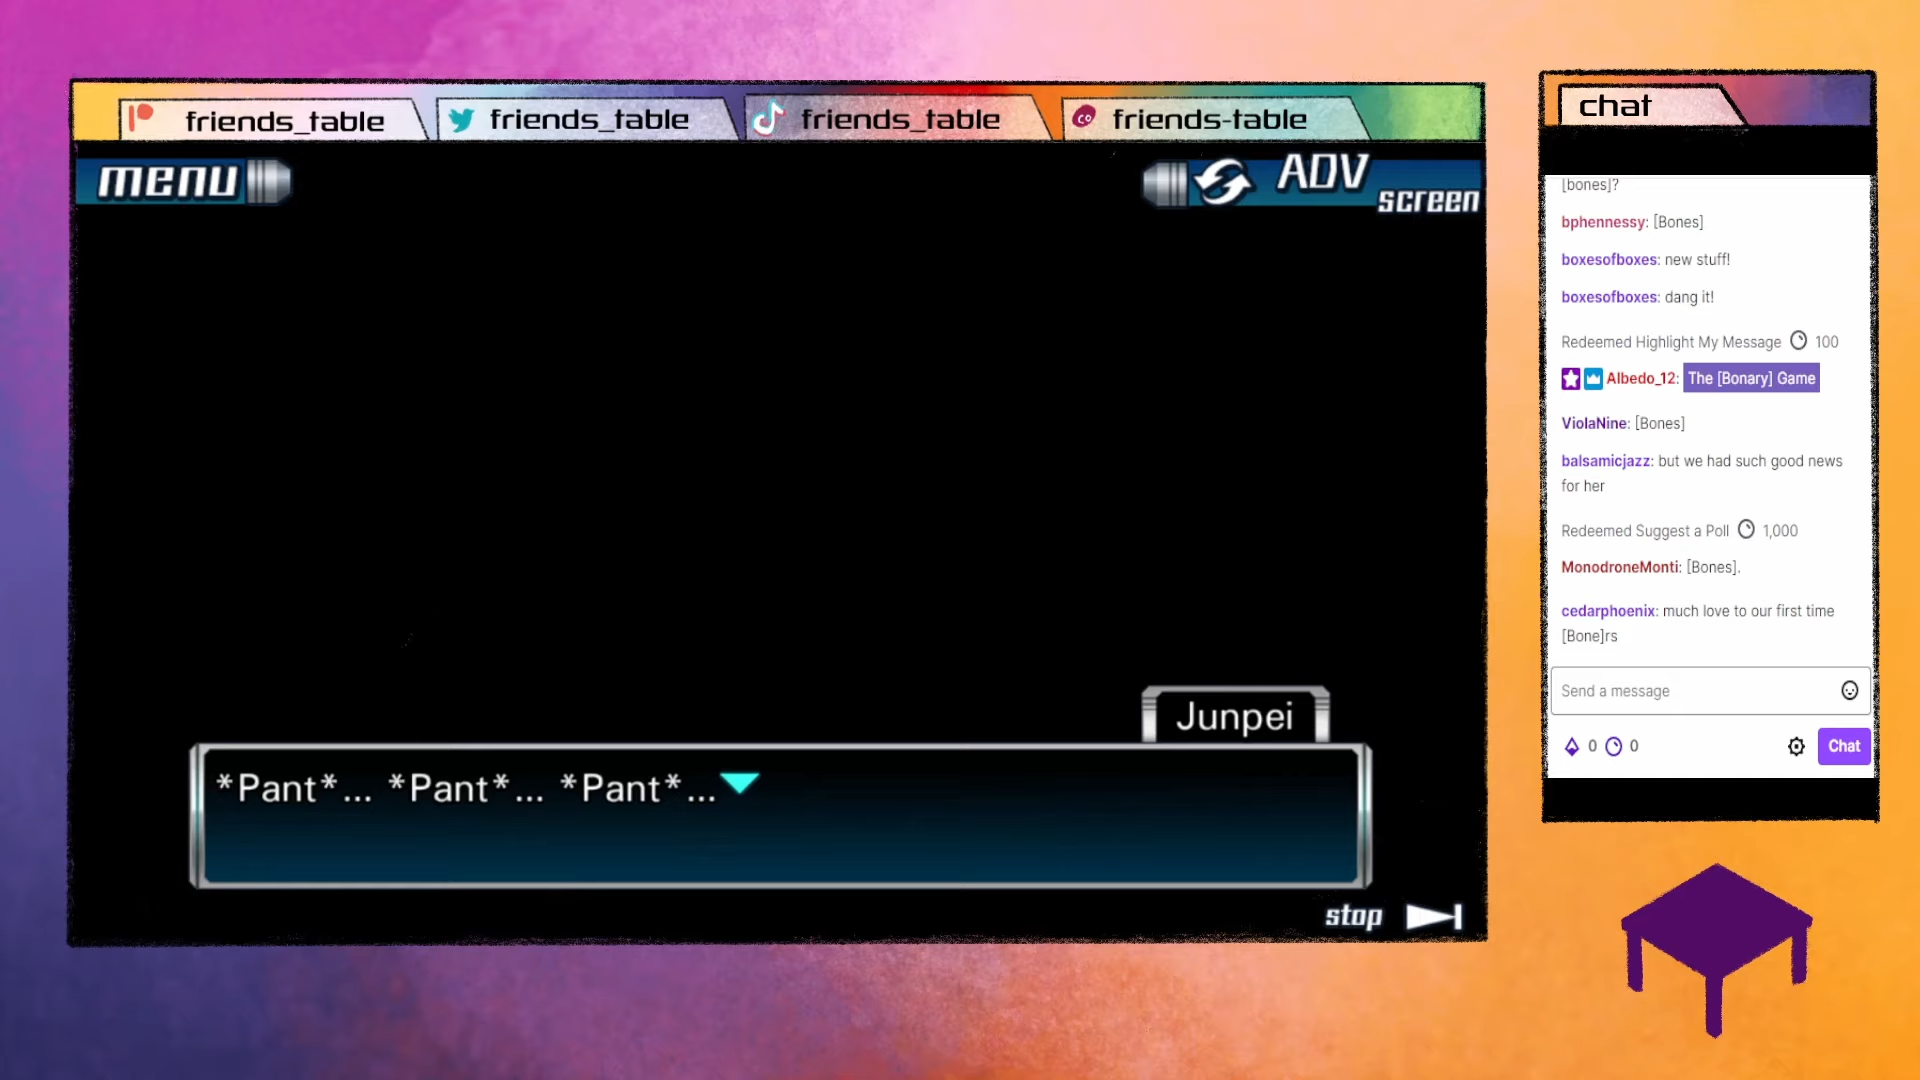 friends_table
friends_table
friends_table
friends-table
menu
ADV
screen
Junpei
*Pant*... *Pant*... *Pant*...
stop
chat
[bones]?
bphennessy: [Bones]
boxesofboxes: new stuff!
boxesofboxes: dang it!
Redeemed Highlight My Message 100
Albedo_12: The [Bonary] Game
ViolaNine: [Bones]
balsamicjazz: but we had such good news
for her
Redeemed Suggest a Poll 1,000
MonodroneMonti: [Bones].
cedarphoenix: much love to our first time
[Bone]rs
Send a message
0 0
Chat